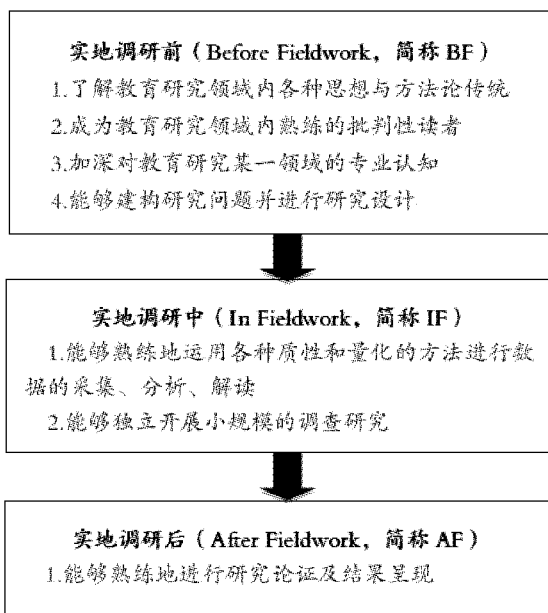 实地调研前（Before Fieldwork，简称 BF）
1.了解教育研究领域内各种思想与方法论传统
2.成为教育研究领域内熟练的批判性读者
3.加深对教育研究某一领域的专业认知
4.能够建构研究问题并进行研究设计
实地调研中（In Fieldwork，简称 IF）
1.能够熟练地运用各种质性和量化的方法进行数
据的采集、分析、解读
2.能够独立开展小规模的调查研究
实地调研后（After Fieldwork，简称 AF）
1.能够熟练地进行研究论证及结果呈现